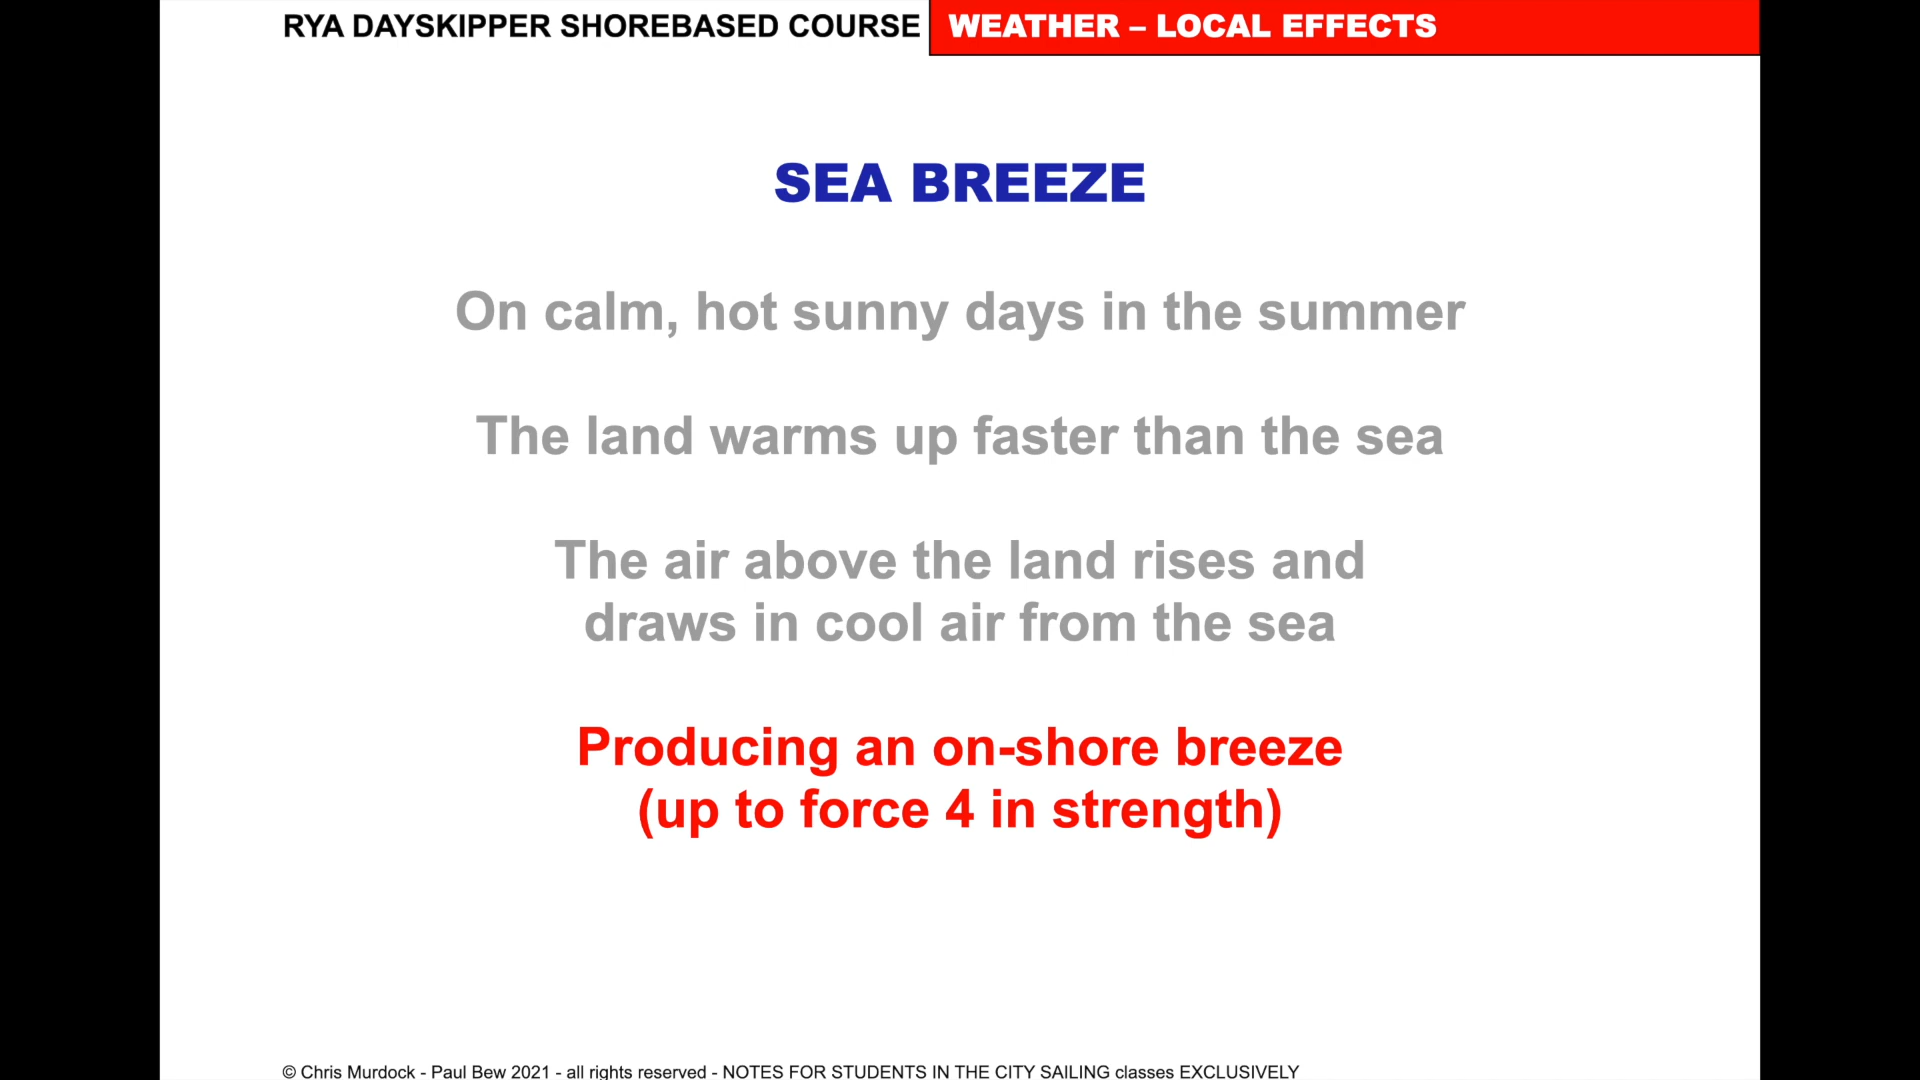 RYA DAYSKIPPER SHOREBASED COURSE
WEATHER – LOCAL EFFECTS
SEA BREEZE
On calm, hot sunny days in the summer
The land warms up faster than the sea
The air above the land rises and
draws in cool air from the sea
Producing an on-shore breeze
(up to force 4 in strength)
© Chris Murdock - Paul Bew 2021 - all rights reserved - NOTES FOR STUDENTS IN THE CITY SAILING classes EXCLUSIVELY